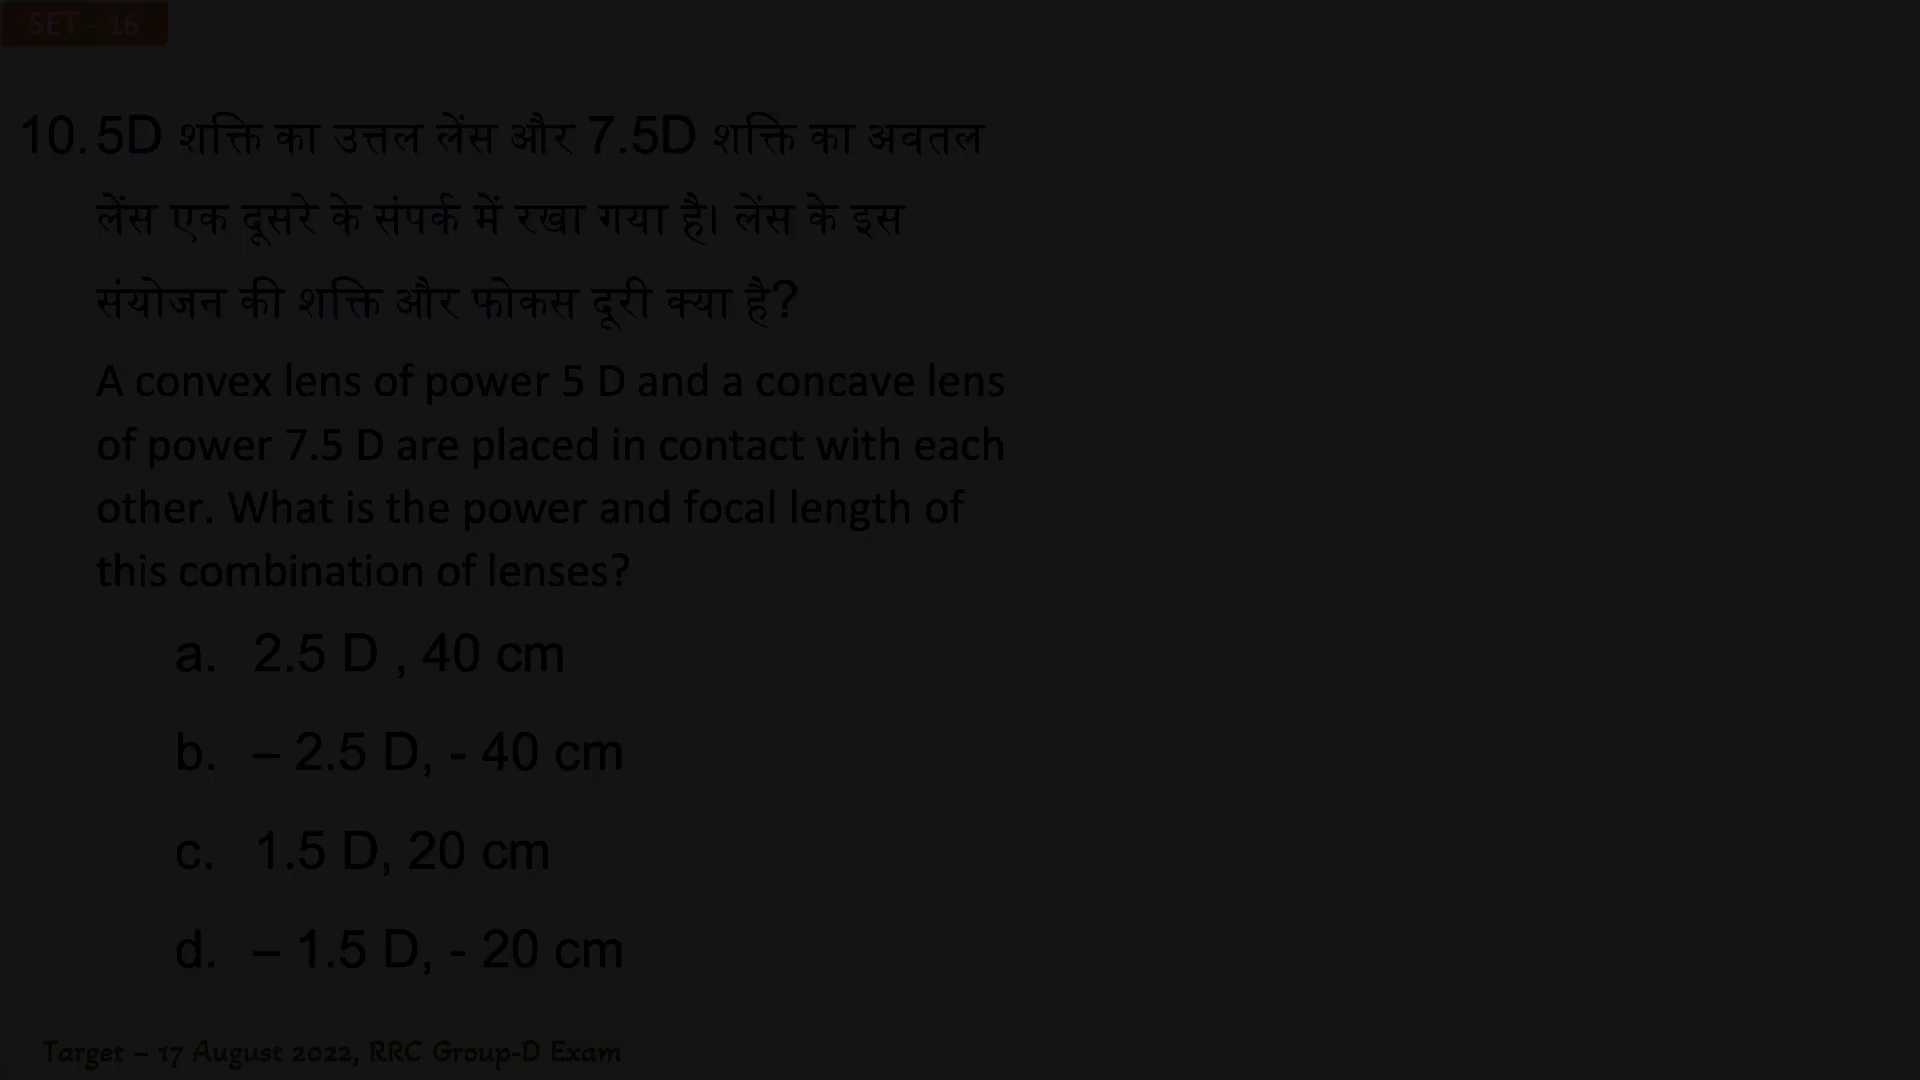 SET - 16
10. 5D शक्ति का उत्तल लेंस और 7.5D शक्ति का अवतल
लेंस एक दूसरे के संपर्क में रखा गया है। लेंस के इस
संयोजन की शक्ति और फोकस दूरी क्या है?
A convex lens of power 5 D and a concave lens
of power 7.5 D are placed in contact with each
other. What is the power and focal length of
this combination of lenses?
a. 2.5 D , 40 cm
b. – 2.5 D, - 40 cm
c. 1.5 D, 20 cm
d. – 1.5 D, - 20 cm
Target – 17 August 2022, RRC Group-D Exam